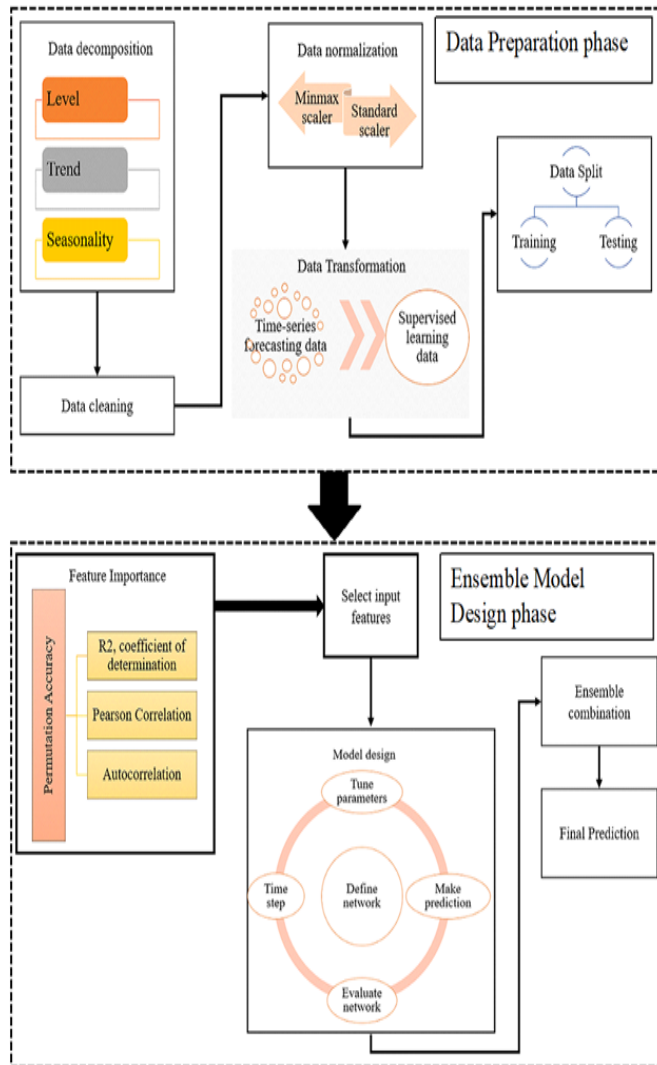 Data decomposition
Level
Trend
Seasonality
Data cleaning
Data normalization
Minmax
scaler
Standard
scaler
Data Transformation
Time-series
forecasting data
Supervised
learning
data
Data Preparation phase
Data Split
Training
Testing
Feature Importance
Permutation Accuracy
R2, coefficient of
determination
Pearson Correlation
Autocorrelation
Select input
features
Model design
Tune
parameters
Time
step
Define
network
Make
prediction
Evaluate
network
Ensemble Model
Design phase
Ensemble
combination
Final Prediction